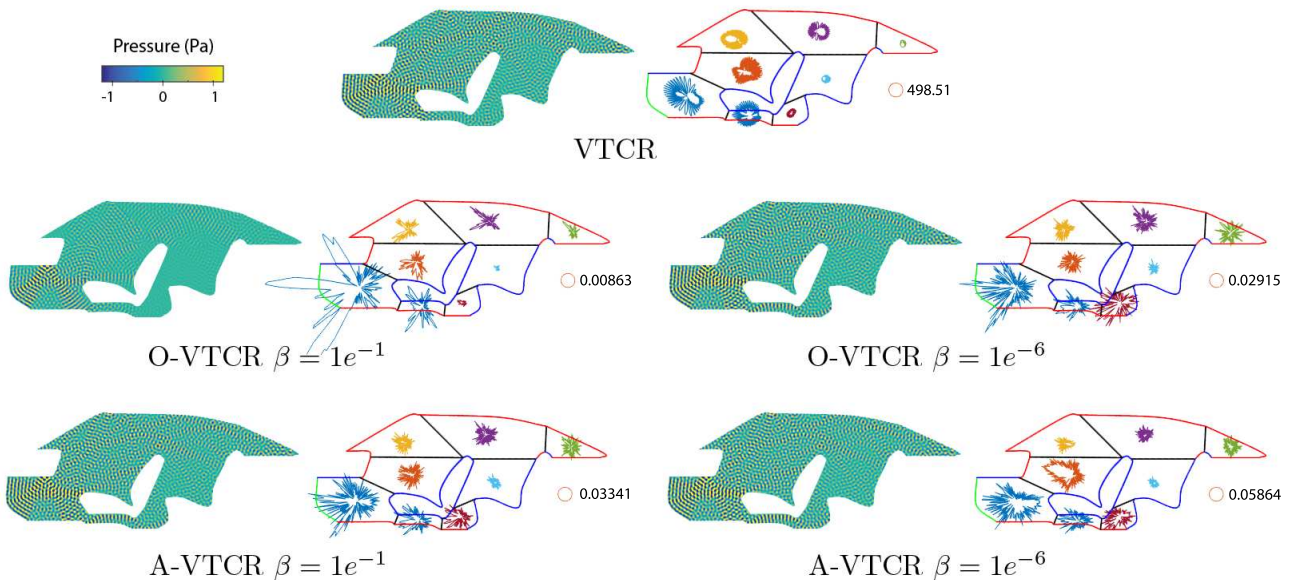 Pressure (Pa)
-1 0 1
498.51
VTCR
0.00863
0.02915
O-VTCR β = 1e⁻¹
O-VTCR β = 1e⁻⁶
0.03341
0.05864
A-VTCR β = 1e⁻¹
A-VTCR β = 1e⁻⁶